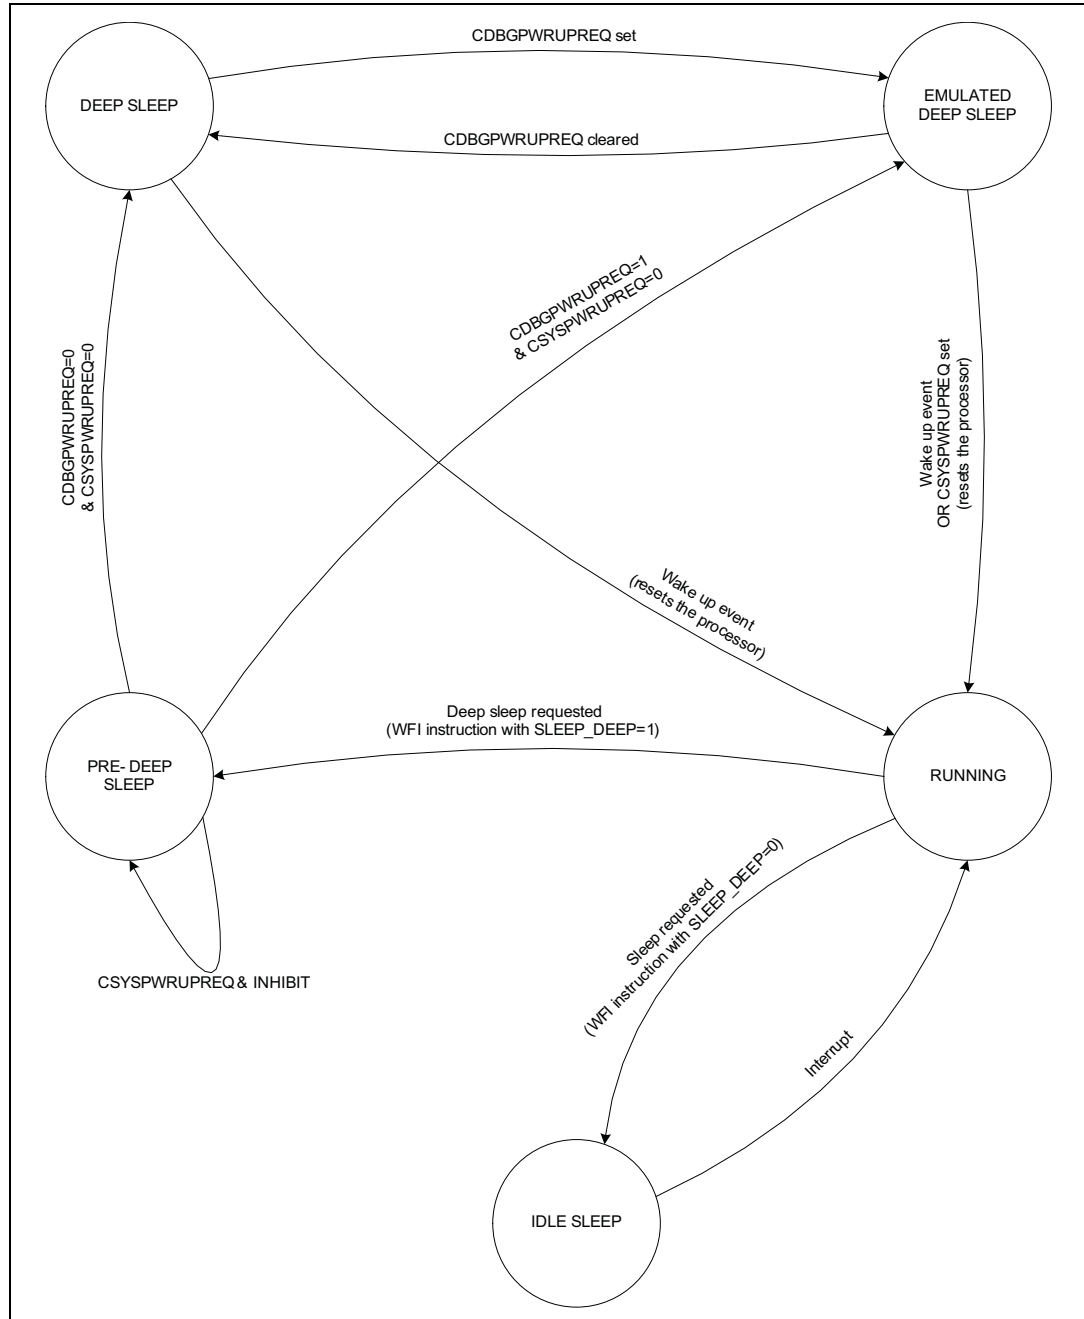 CDBGPWRUPREQ set
DEEP SLEEP
EMULATED
DEEP SLEEP
CDBGPWRUPREQ cleared
CDBGPWRUPREQ=1
& CSYSPWRUPREQ=0
CDBGPWRUPREQ=0
& CSYSPWRUPREQ=0
Wake up event
OR CSYSPWRUPREQ set
(resets the processor)
Wake up event
(resets the processor)
Deep sleep requested
(WFI instruction with SLEEP_DEEP=1)
PRE- DEEP
SLEEP
RUNNING
Sleep requested
(WFI instruction with SLEEP_DEEP=0)
CSYSPWRUPREQ & INHIBIT
Interrupt
IDLE SLEEP